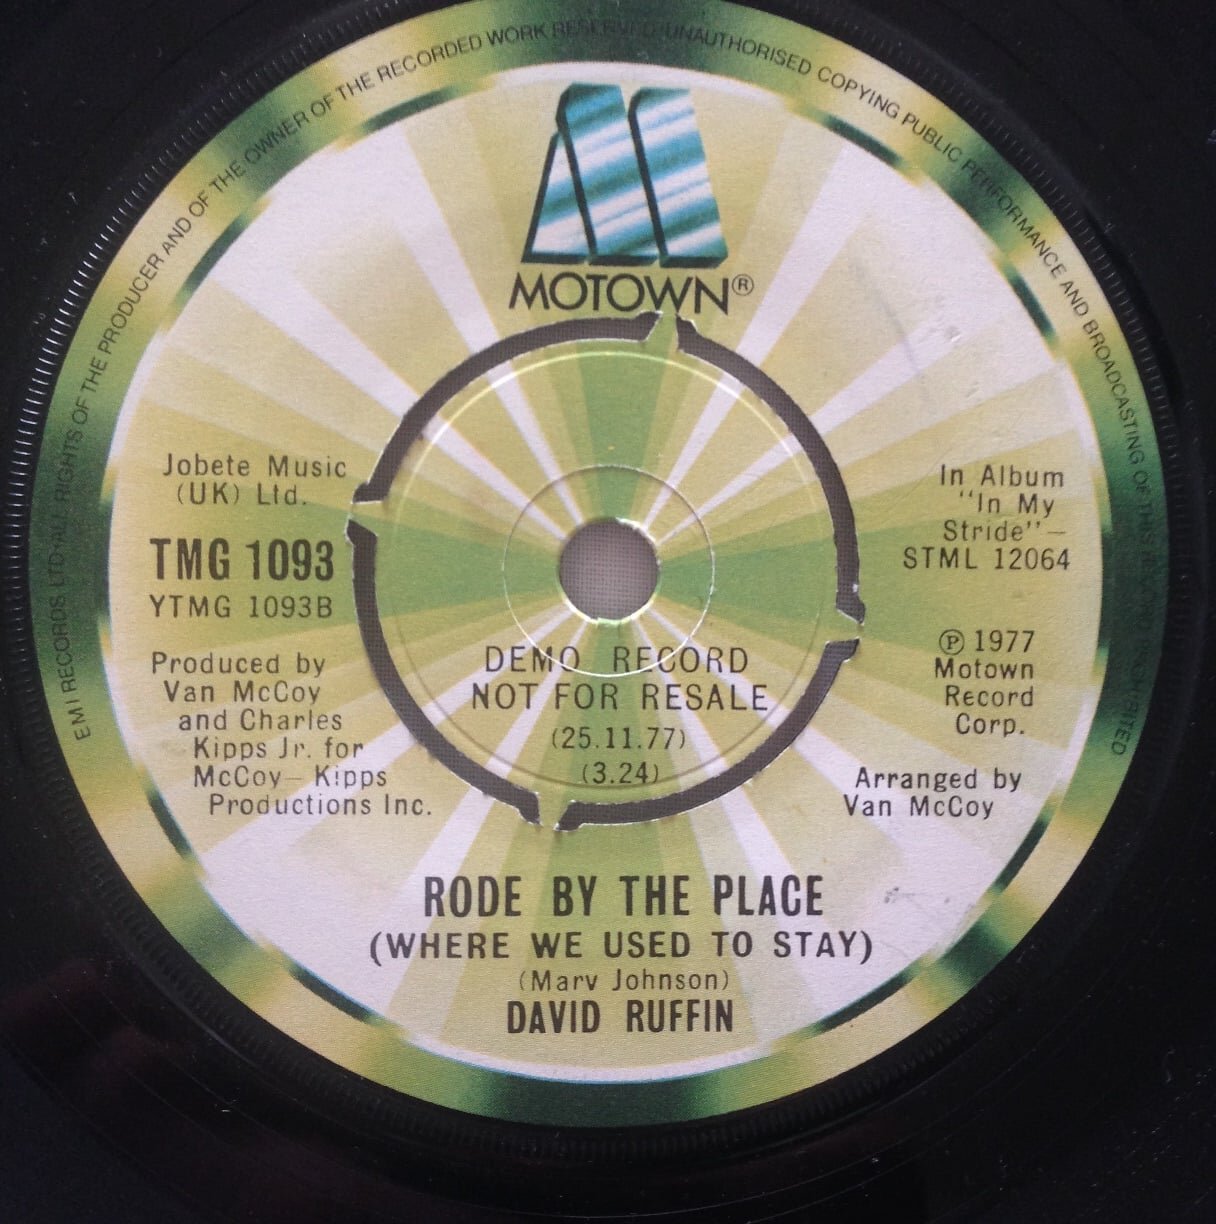 EMI RECORDS LTD·ALL RIGHTS OF THE PRODUCER AND OF THE OWNER OF THE RECORDED WORK RESERVED·UNAUTHORISED COPYING PUBLIC PERFORMANCE AND BROADCASTING OF THIS RECORD PROHIBITED
MOTOWN®
Jobete Music
(UK) Ltd.
TMG 1093
YTMG 1093B
Produced by
Van McCoy
and Charles
Kipps Jr. for
McCoy– Kipps
Productions Inc.
In Album
"In My
Stride"–
STML 12064
℗ 1977
Motown
Record
Corp.
Arranged by
Van McCoy
DEMO RECORD
NOT FOR RESALE
(25.11.77)
(3.24)
RODE BY THE PLACE
(WHERE WE USED TO STAY)
(Marv Johnson)
DAVID RUFFIN